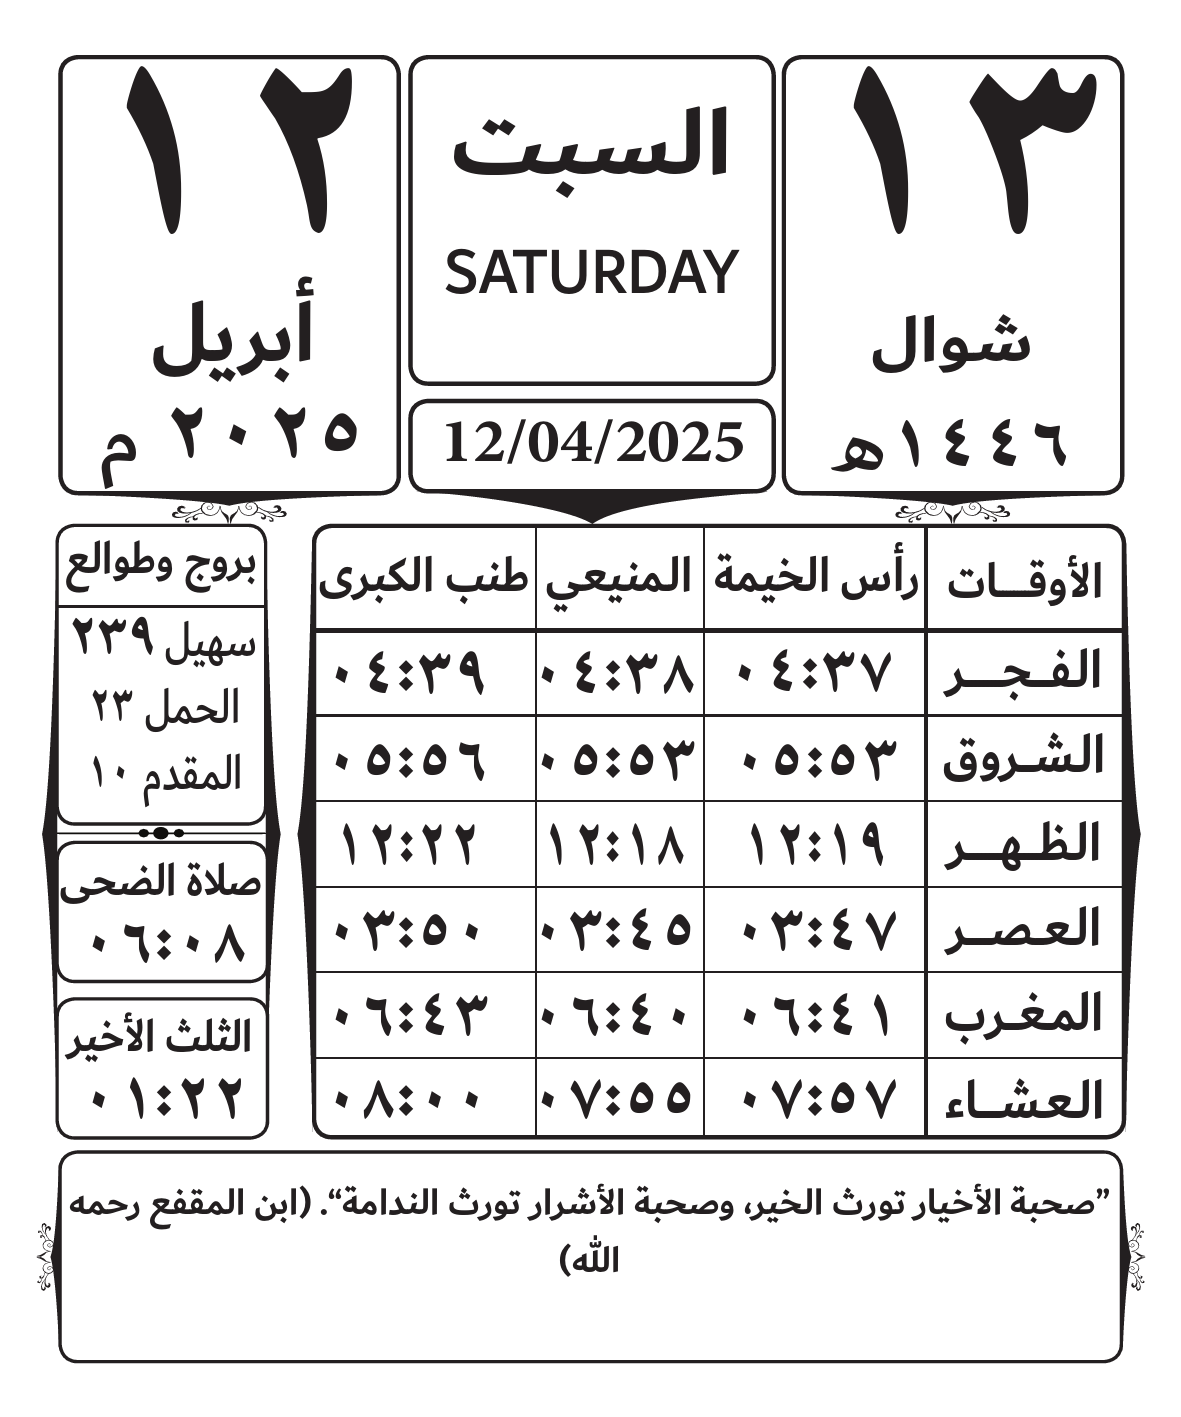 ١٣
شوال
١٤٤٦هـ
السبت
SATURDAY
12/04/2025
١٢
أبريل
٢٠٢٥ م
الأوقـــات رأس الخيمة المنيعي طنب الكبرى
الفـجــر ٠٤:٣٧ ٠٤:٣٨ ٠٤:٣٩
الشـروق ٠٥:٥٣ ٠٥:٥٣ ٠٥:٥٦
الظـهــر ١٢:١٩ ١٢:١٨ ١٢:٢٢
العـصــر ٠٣:٤٧ ٠٣:٤٥ ٠٣:٥٠
المغـرب ٠٦:٤١ ٠٦:٤٠ ٠٦:٤٣
العشـاء ٠٧:٥٧ ٠٧:٥٥ ٠٨:٠٠
بروج وطوالع
سهيل ٢٣٩
الحمل ٢٣
المقدم ١٠
صلاة الضحى
٠٦:٠٨
الثلث الأخير
٠١:٢٢
”صحبة الأخيار تورث الخير، وصحبة الأشرار تورث الندامة“. (ابن المقفع رحمه
الله)